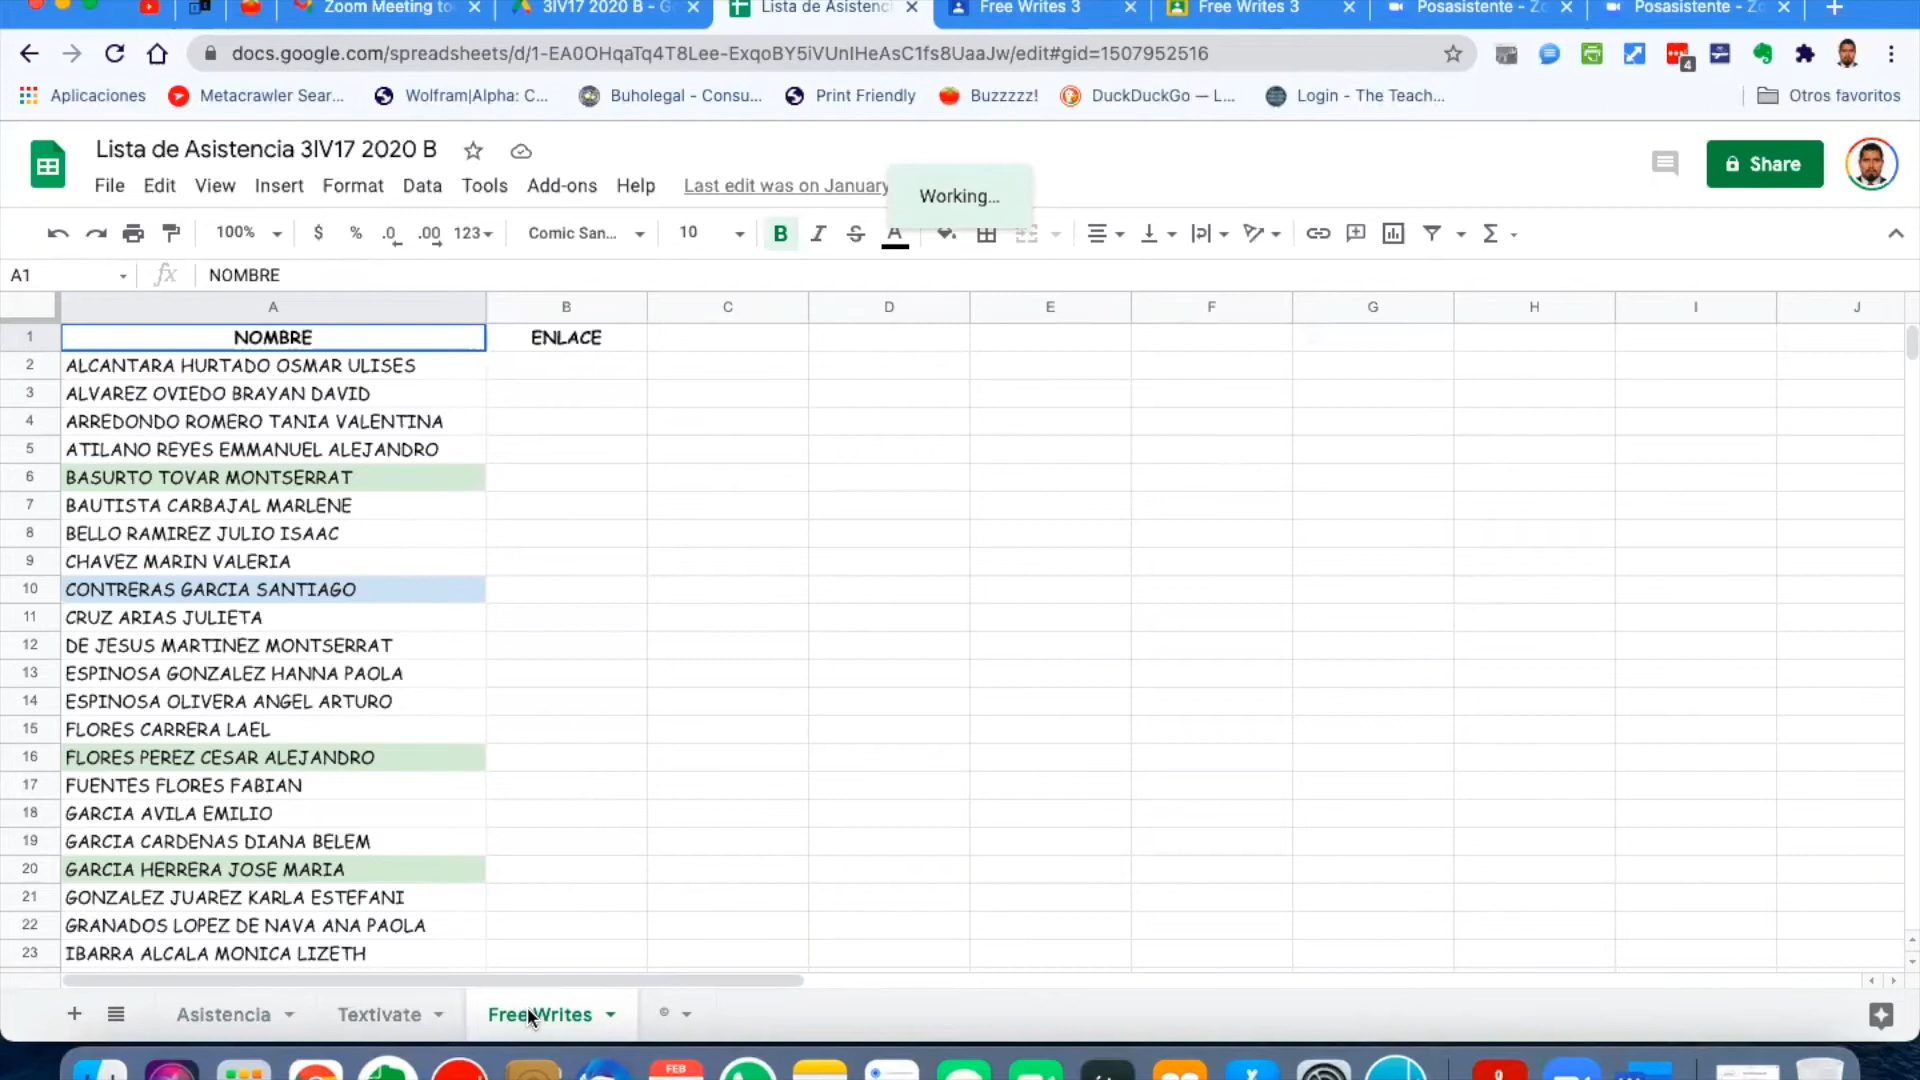 Zoom Meeting to
3IV17 2020 B - G
Lista de Asistenc
Free Writes 3
Free Writes 3
Posasistente - Zo
Posasistente - Zo
docs.google.com/spreadsheets/d/1-EA0OHqaTq4T8Lee-ExqoBY5iVUnIHeAsC1fs8UaaJw/edit#gid=1507952516
4
Aplicaciones
Metacrawler Sear...
Wolfram|Alpha: C...
Buholegal - Consu...
Print Friendly
Buzzzzz!
DuckDuckGo — L...
Login - The Teach...
Otros favoritos
Lista de Asistencia 3IV17 2020 B
Share
File Edit View Insert Format Data Tools Add-ons Help Last edit was on January
Working...
100% $ % .0 .00 123 Comic San... 10 B I S A
A1 fx NOMBRE
A B C D E F G H I J
1 NOMBRE ENLACE
2 ALCANTARA HURTADO OSMAR ULISES
3 ALVAREZ OVIEDO BRAYAN DAVID
4 ARREDONDO ROMERO TANIA VALENTINA
5 ATILANO REYES EMMANUEL ALEJANDRO
6 BASURTO TOVAR MONTSERRAT
7 BAUTISTA CARBAJAL MARLENE
8 BELLO RAMIREZ JULIO ISAAC
9 CHAVEZ MARIN VALERIA
10 CONTRERAS GARCIA SANTIAGO
11 CRUZ ARIAS JULIETA
12 DE JESUS MARTINEZ MONTSERRAT
13 ESPINOSA GONZALEZ HANNA PAOLA
14 ESPINOSA OLIVERA ANGEL ARTURO
15 FLORES CARRERA LAEL
16 FLORES PEREZ CESAR ALEJANDRO
17 FUENTES FLORES FABIAN
18 GARCIA AVILA EMILIO
19 GARCIA CARDENAS DIANA BELEM
20 GARCIA HERRERA JOSE MARIA
21 GONZALEZ JUAREZ KARLA ESTEFANI
22 GRANADOS LOPEZ DE NAVA ANA PAOLA
23 IBARRA ALCALA MONICA LIZETH
Asistencia Textivate Free Writes ©
FEB